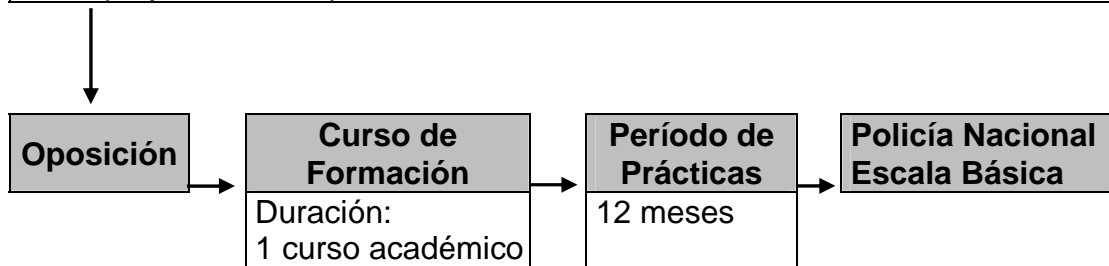 Oposición
Curso de
Formación
Duración:
1 curso académico
Período de
Prácticas
12 meses
Policía Nacional
Escala Básica